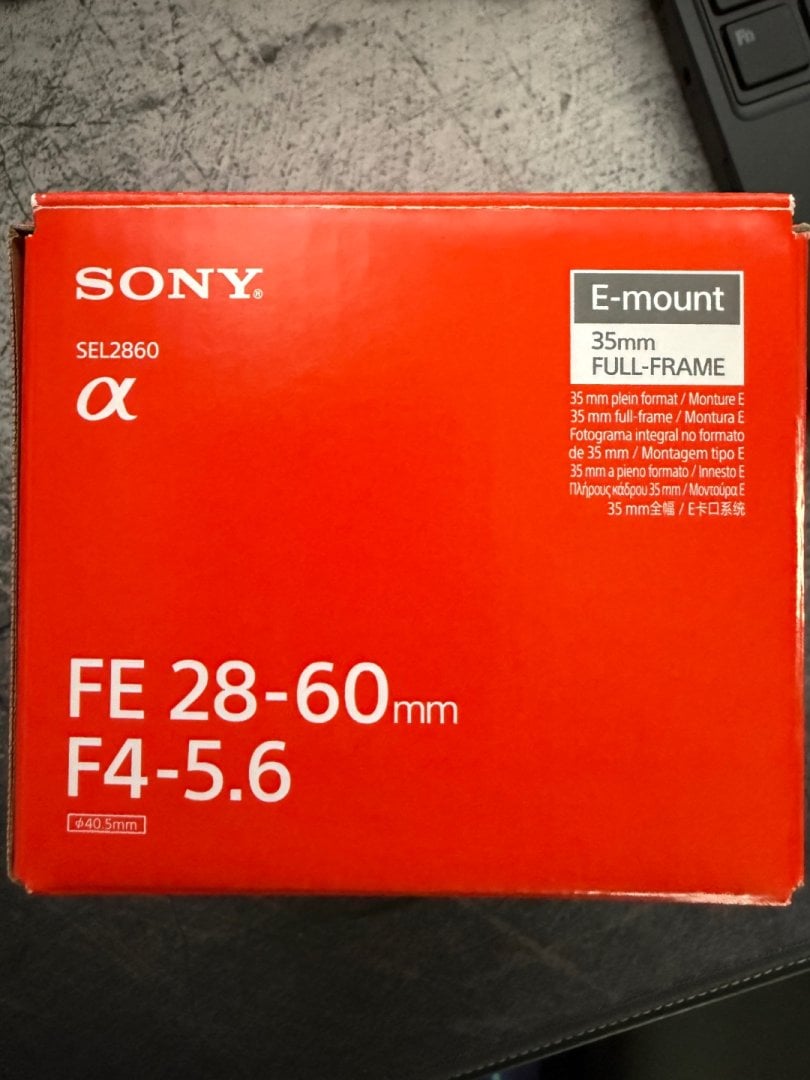 Fn
SONY®
SEL2860
α
E-mount
35mm
FULL-FRAME
35 mm plein format / Monture E
35 mm full-frame / Montura E
Fotograma integral no formato
de 35 mm / Montagem tipo E
35 mm a pieno formato / Innesto E
Πλήρους κάδρου 35 mm / Μοντούρα E
35 mm全幅 / E卡口系统
FE 28-60mm
F4-5.6
ϕ40.5mm